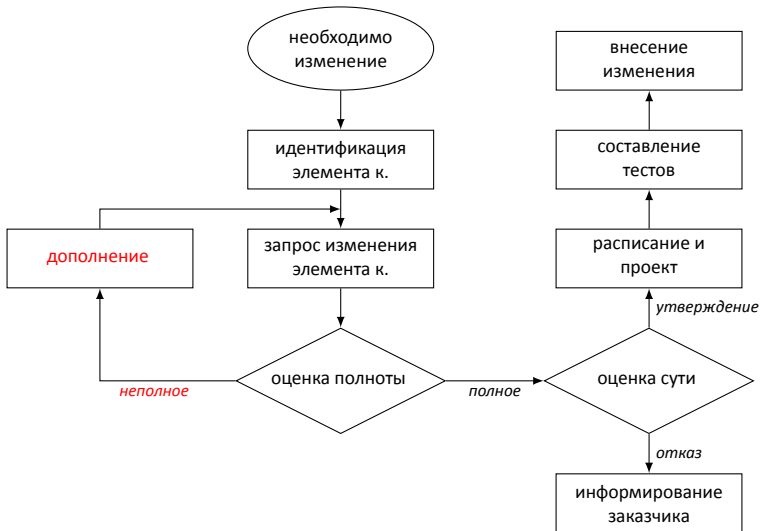 необходимо
изменение
внесение
изменения
идентификация
элемента к.
составление
тестов
дополнение
запрос изменения
элемента к.
расписание и
проект
утверждение
оценка полноты
оценка сути
неполное
полное
отказ
информирование
заказчика